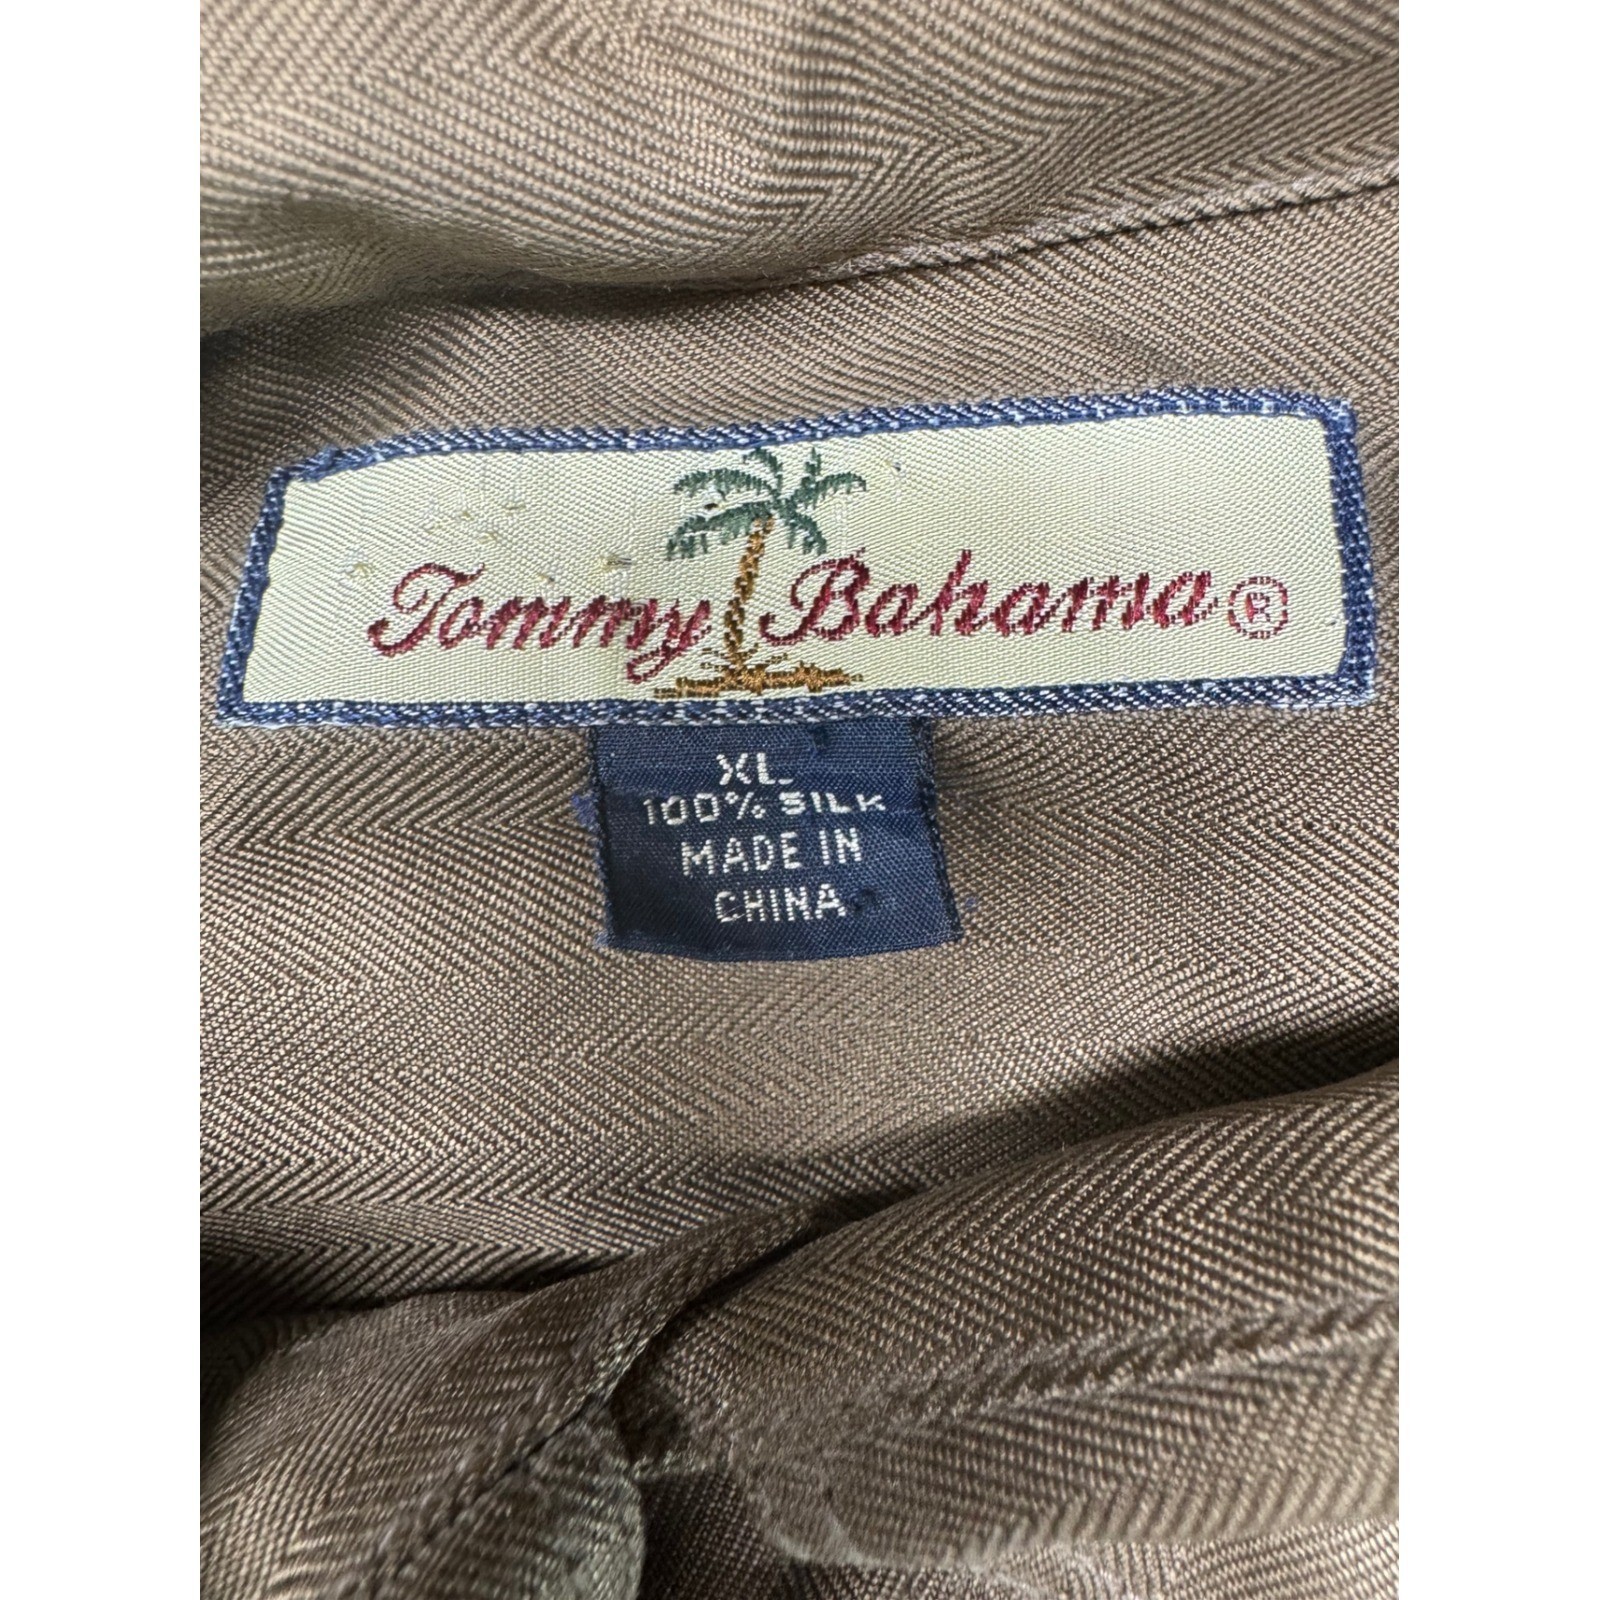 Tommy Bahama ®
XL
100% SILK
MADE IN
CHINA